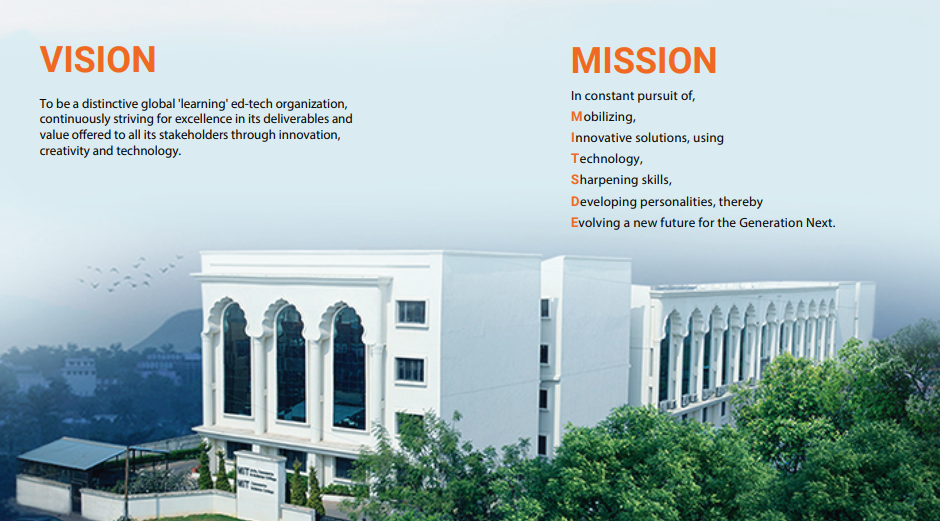 VISION
To be a distinctive global 'learning' ed-tech organization,
continuously striving for excellence in its deliverables and
value offered to all its stakeholders through innovation,
creativity and technology.
MISSION
In constant pursuit of,
Mobilizing,
Innovative solutions, using
Technology,
Sharpening skills,
Developing personalities, thereby
Evolving a new future for the Generation Next.
MIT
MIT